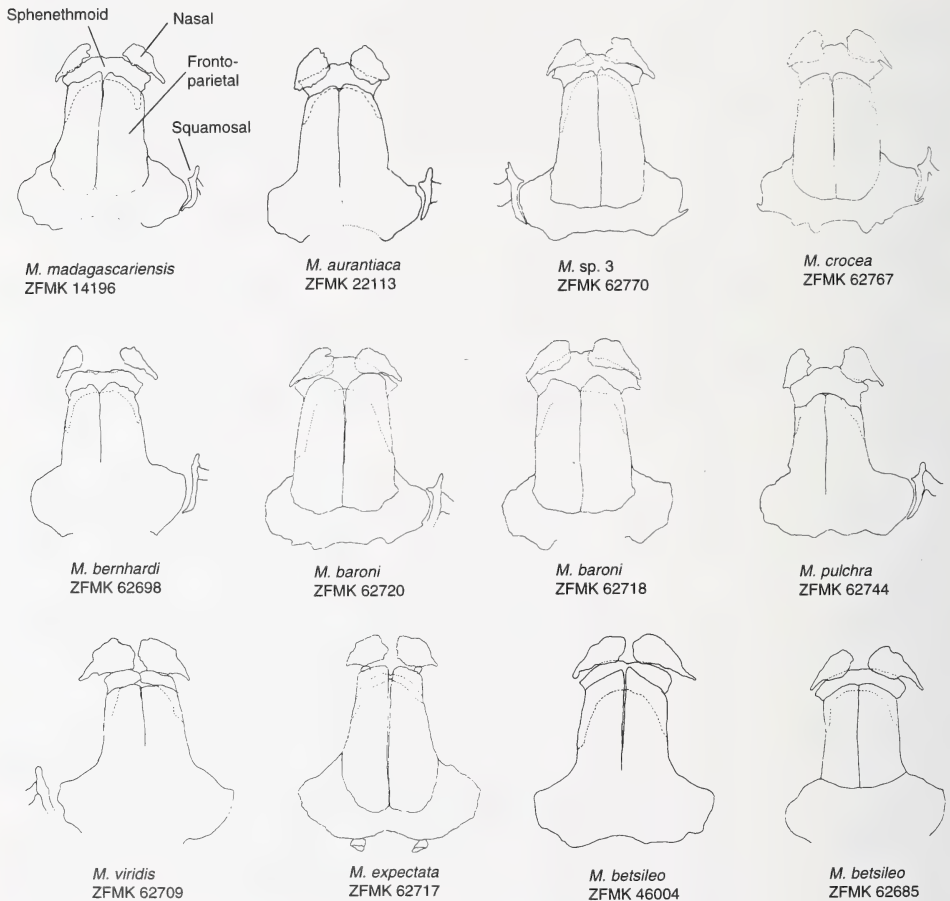 Sphenethmoid
Nasal
Fronto-
parietal
Squamosal
M. madagascariensis
ZFMK 14196
M. aurantiaca
ZFMK 22113
M. sp. 3
ZFMK 62770
M. crocea
ZFMK 62767
M. bernhardi
ZFMK 62698
M. baroni
ZFMK 62720
M. baroni
ZFMK 62718
M. pulchra
ZFMK 62744
M. viridis
ZFMK 62709
M. expectata
ZFMK 62717
M. betsileo
ZFMK 46004
M. betsileo
ZFMK 62685